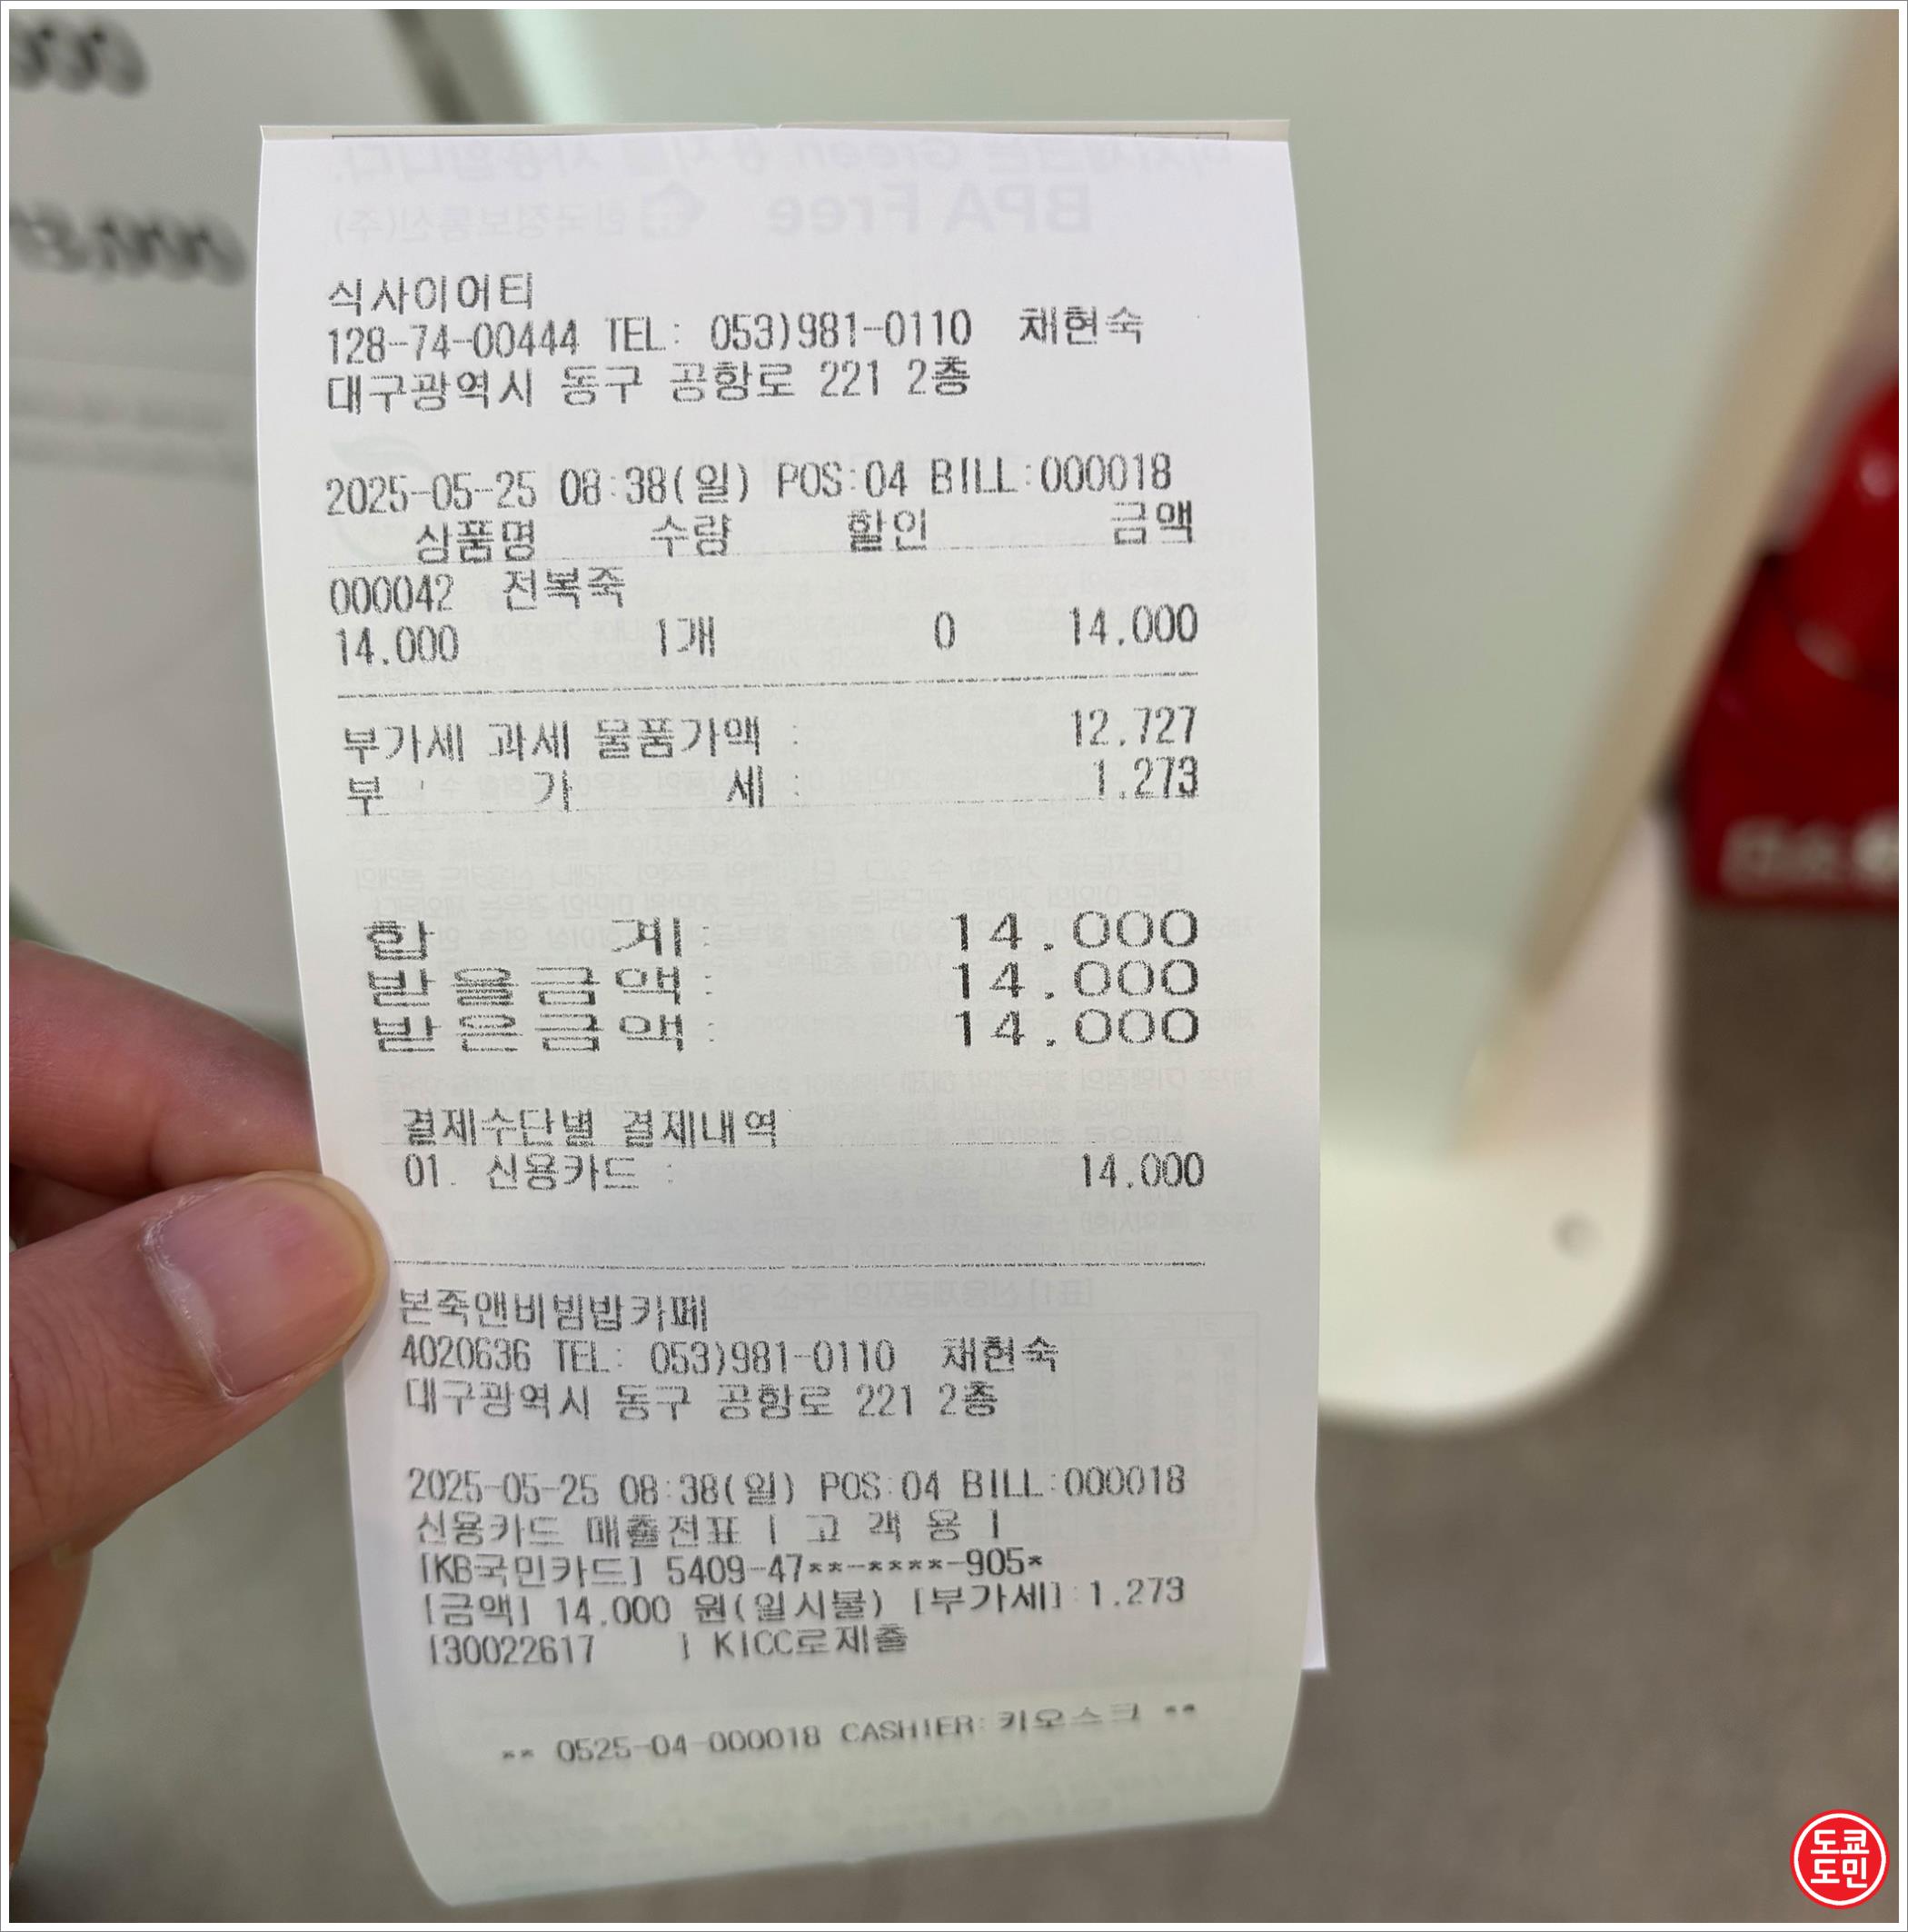 식사이어티
128-74-00444 TEL: 053)981-0110 채현숙
대구광역시 동구 공항로 221 2층
2025-05-25 08:38(일) POS:04 BILL:000018
상품명 수량 할인 금액
000042 전복죽
14.000 1개 0 14.000
부가세 과세 물품가액 : 12.727
부 가 세 : 1.273
합 계: 14.000
받을금액: 14.000
받은금액: 14.000
결제수단별 결제내역
01. 신용카드 : 14.000
본죽앤비빔밥카페
4020636 TEL: 053)981-0110 채현숙
대구광역시 동구 공항로 221 2층
2025-05-25 08:38(일) POS:04 BILL:000018
신용카드 매출전표 [ 고 객 용 ]
[KB국민카드] 5409-47**-****-905*
[금액] 14.000 원(일시불) [부가세]:1.273
[30022617 ] KICC로제출
** 0525-04-000018 CASHIER:키오스크 **
BPA Free
한국정보통신(주)
도쿄
도민